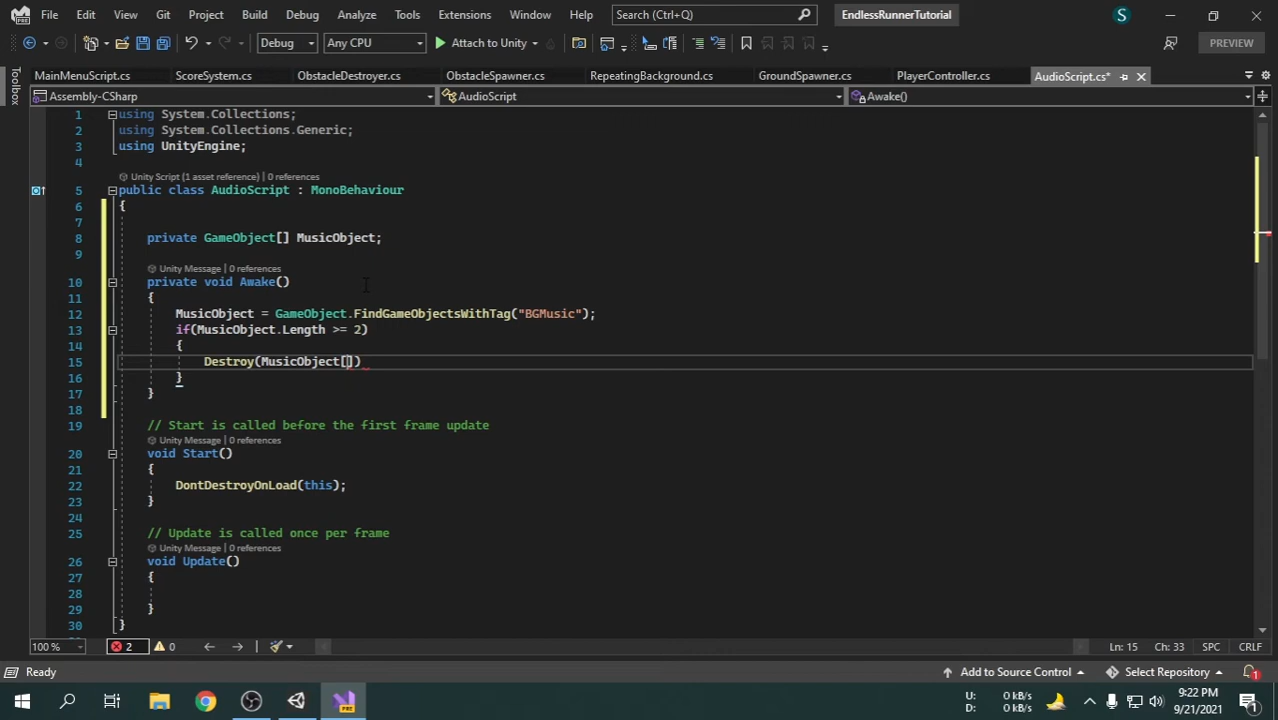 File Edit View Git Project Build Debug Analyze Tools Extensions Window Help Search (Ctrl+Q) EndlessRunnerTutorial S
Debug Any CPU Attach to Unity PREVIEW
MainMenuScript.cs ScoreSystem.cs ObstacleDestroyer.cs ObstacleSpawner.cs RepeatingBackground.cs GroundSpawner.cs PlayerController.cs AudioScript.cs*
Toolbox
Assembly-CSharp AudioScript Awake()
1 using System.Collections;
2 using System.Collections.Generic;
3 using UnityEngine;
4
Unity Script (1 asset reference) | 0 references
5 public class AudioScript : MonoBehaviour
6 {
7
8 private GameObject[] MusicObject;
9
Unity Message | 0 references
10 private void Awake()
11 {
12 MusicObject = GameObject.FindGameObjectsWithTag("BGMusic");
13 if(MusicObject.Length >= 2)
14 {
15 Destroy(MusicObject[])
16 }
17 }
18
19 // Start is called before the first frame update
Unity Message | 0 references
20 void Start()
21 {
22 DontDestroyOnLoad(this);
23 }
24
25 // Update is called once per frame
Unity Message | 0 references
26 void Update()
27 {
28
29 }
30 }
100 % 2 0 Ln: 15 Ch: 33 SPC CRLF
Ready Add to Source Control Select Repository 1
U: 0 kB/s
D: 0 kB/s
9:22 PM
9/21/2021
1